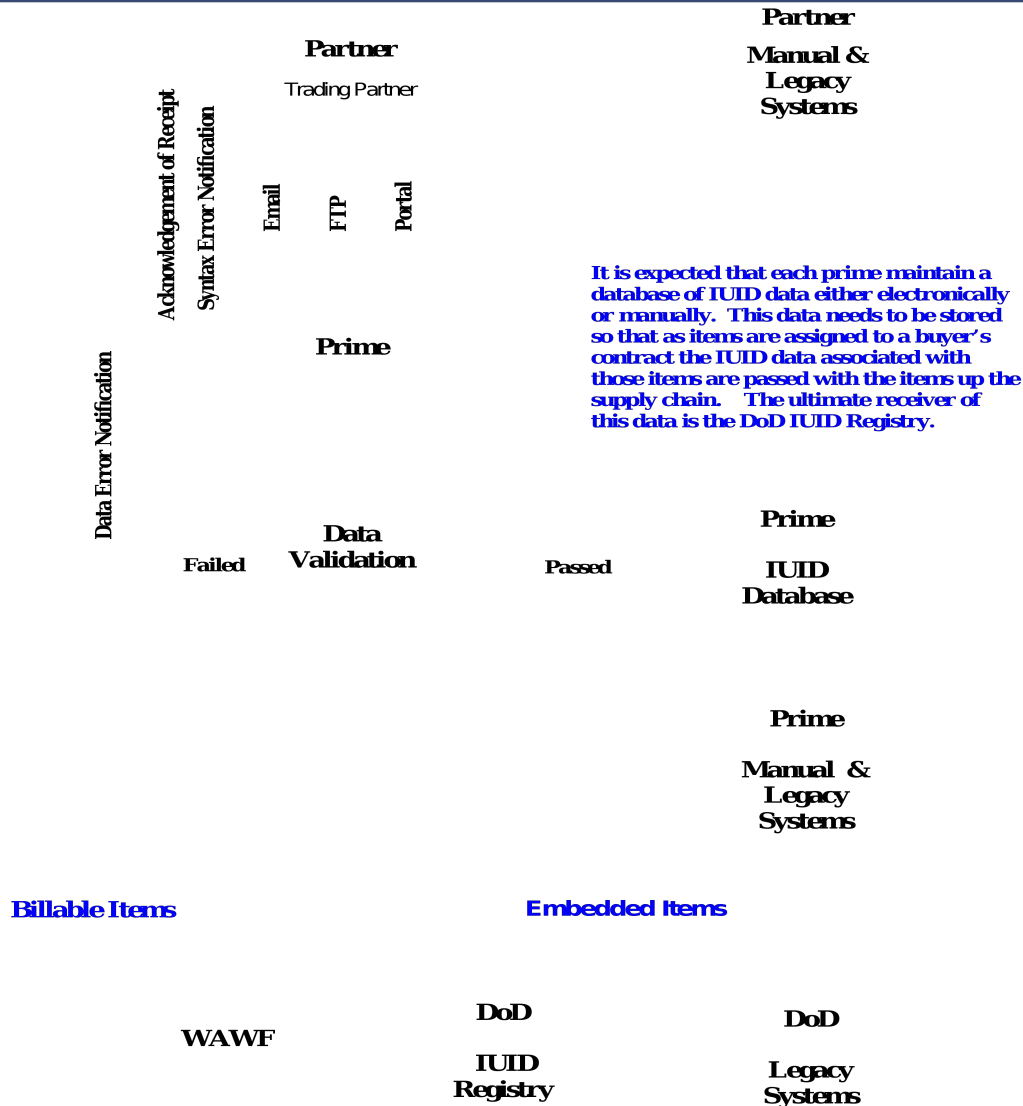 Partner
Manual &
Legacy
Systems
Partner
Trading Partner
Acknowledgement of Receipt
Syntax Error Notification
Email
FTP
Portal
It is expected that each prime maintain a
database of IUID data either electronically
or manually.  This data needs to be stored
so that as items are assigned to a buyer’s
contract the IUID data associated with
those items are passed with the items up the
supply chain.    The ultimate receiver of
this data is the DoD IUID Registry.
Prime
Data Error Notification
Data
Validation
Failed
Passed
Prime
IUID
Database
Prime
Manual  &
Legacy
Systems
Billable Items
Embedded Items
WAWF
DoD
IUID
Registry
DoD
Legacy
Systems